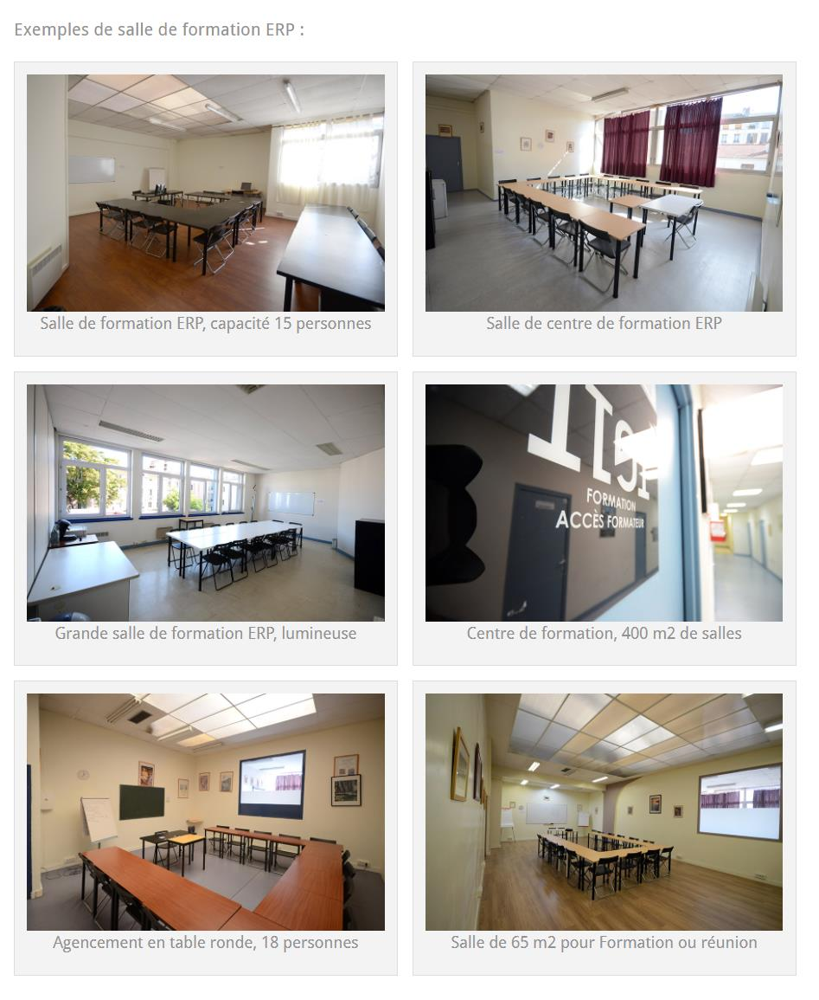 Exemples de salle de formation ERP :
Salle de formation ERP, capacité 15 personnes
Salle de centre de formation ERP
Grande salle de formation ERP, lumineuse
FORMATION
ACCÈS FORMATEUR
Centre de formation, 400 m2 de salles
Agencement en table ronde, 18 personnes
Salle de 65 m2 pour Formation ou réunion